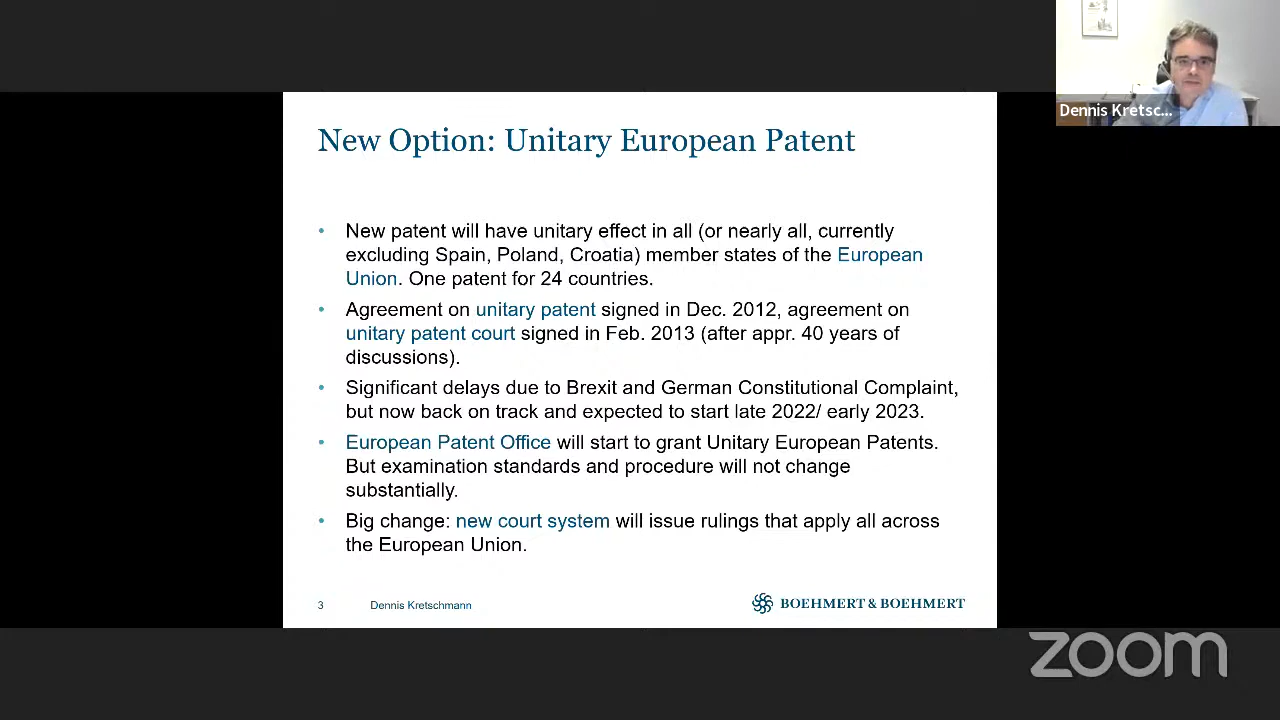 Dennis Kretsc...
New Option: Unitary European Patent
• New patent will have unitary effect in all (or nearly all, currently
excluding Spain, Poland, Croatia) member states of the European
Union. One patent for 24 countries.
• Agreement on unitary patent signed in Dec. 2012, agreement on
unitary patent court signed in Feb. 2013 (after appr. 40 years of
discussions).
• Significant delays due to Brexit and German Constitutional Complaint,
but now back on track and expected to start late 2022/ early 2023.
• European Patent Office will start to grant Unitary European Patents.
But examination standards and procedure will not change
substantially.
• Big change: new court system will issue rulings that apply all across
the European Union.
3 Dennis Kretschmann BOEHMERT & BOEHMERT
zoom